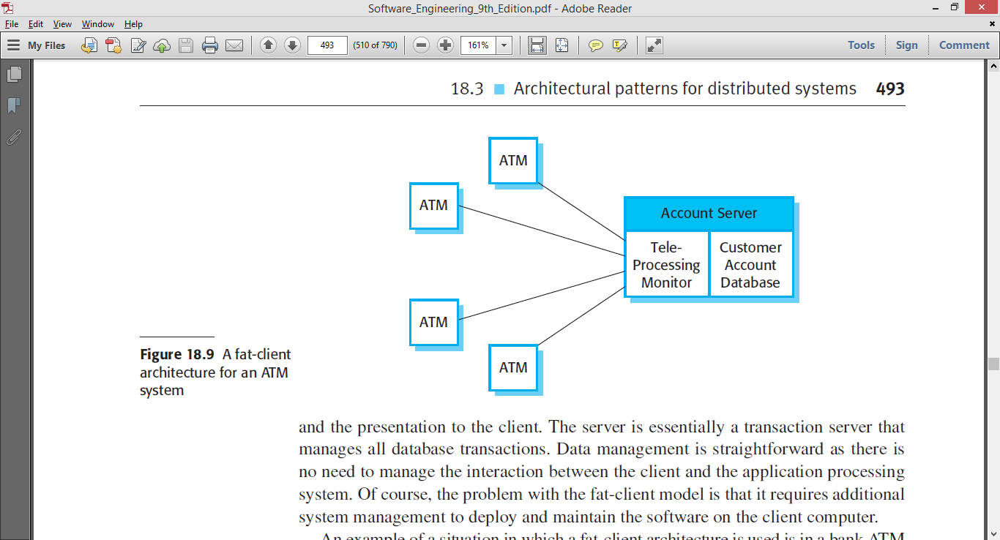 Software_Engineering_9th_Edition.pdf - Adobe Reader
File Edit View Window Help
My Files 493 (510 of 790) 161% Tools Sign Comment
18.3 ■ Architectural patterns for distributed systems 493
ATM
ATM
Account Server
Tele-
Processing
Monitor
Customer
Account
Database
ATM
ATM
Figure 18.9 A fat-client
architecture for an ATM
system
and the presentation to the client. The server is essentially a transaction server that
manages all database transactions. Data management is straightforward as there is
no need to manage the interaction between the client and the application processing
system. Of course, the problem with the fat-client model is that it requires additional
system management to deploy and maintain the software on the client computer.
An example of a situation in which a fat-client architecture is used is in a bank ATM